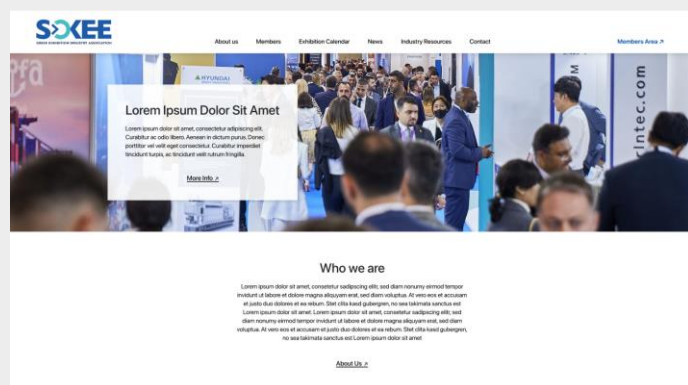 SOKEE
About us Members Exhibition Calendar News Industry Resources Contact Members Area ↗
HYUNDAI
Lorem Ipsum Dolor Sit Amet
Lorem ipsum dolor sit amet, consectetur adipiscing elit.
Curabitur ac odio libero. Aenean in dictum purus. Donec
porttitor vel velit eget consectetur. Curabitur imperdiet
tincidunt turpis, ac tincidunt velit rutrum fringilla.
More Info ↗
rIntec.com
Who we are
Lorem ipsum dolor sit amet, consetetur sadipscing elitr, sed diam nonumy eirmod tempor
invidunt ut labore et dolore magna aliquyam erat, sed diam voluptua. At vero eos et accusam
et justo duo dolores et ea rebum. Stet clita kasd gubergren, no sea takimata sanctus est
Lorem ipsum dolor sit amet. Lorem ipsum dolor sit amet, consetetur sadipscing elitr, sed
diam nonumy eirmod tempor invidunt ut labore et dolore magna aliquyam erat, sed diam
voluptua. At vero eos et accusam et justo duo dolores et ea rebum. Stet clita kasd gubergren,
no sea takimata sanctus est Lorem ipsum dolor sit amet
About Us ↗